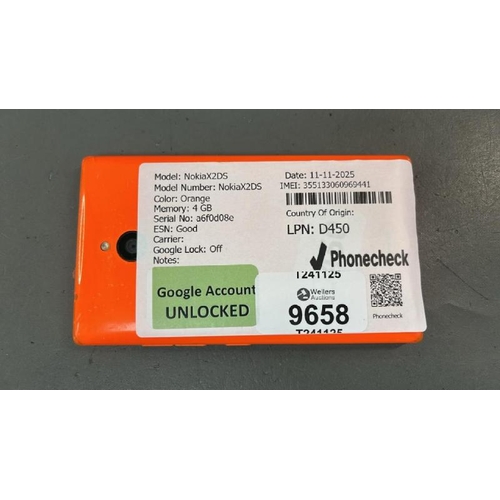 Model: NokiaX2DS
Model Number: NokiaX2DS
Color: Orange
Memory: 4 GB
Serial No: a6f0d08e
ESN: Good
Carrier:
Google Lock: Off
Notes:
Date: 11-11-2025
IMEI: 355133060969441
Country Of Origin:
LPN: D450
Phonecheck
Google Account
UNLOCKED
T241125
Wellers
Auctions
9658
T241125
Phonecheck